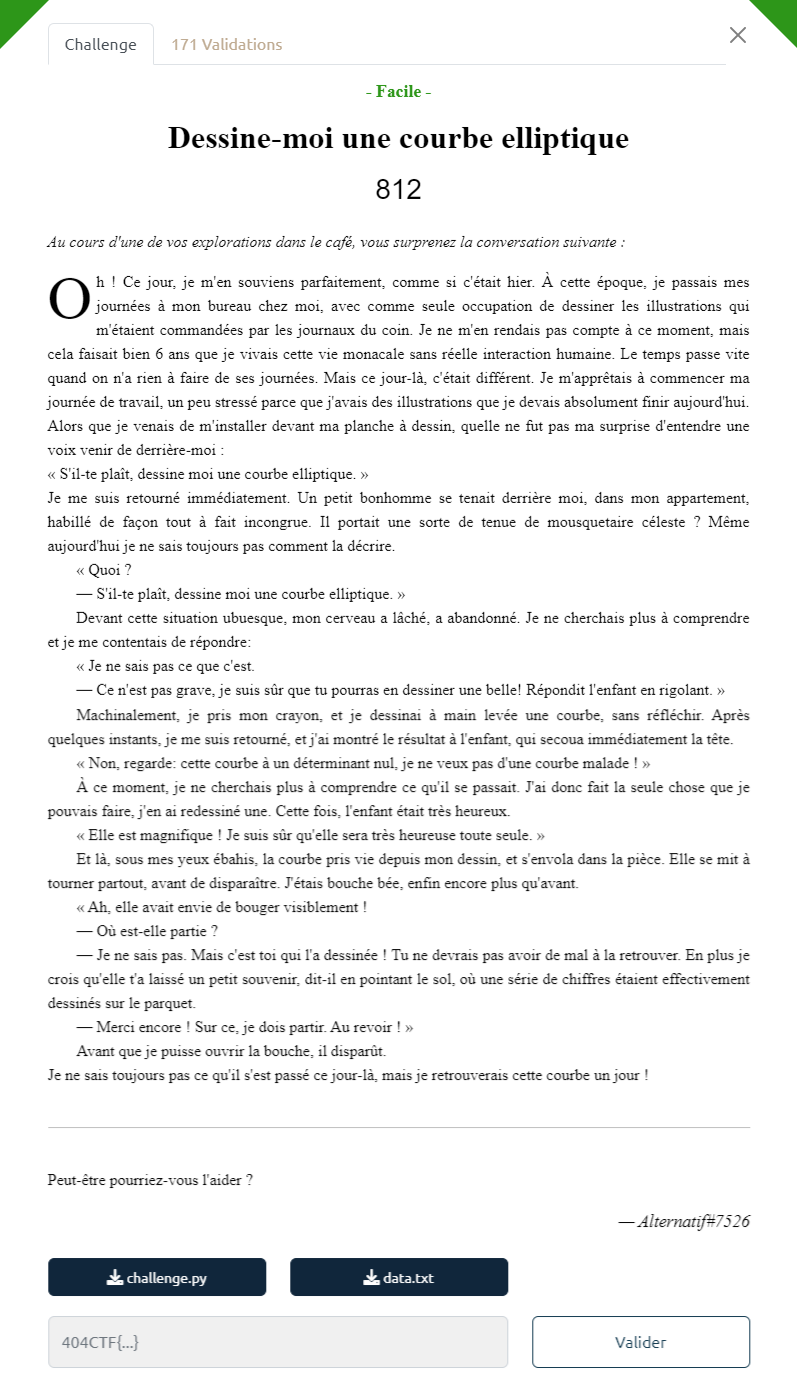 Challenge
171 Validations
- Facile -
Dessine-moi une courbe elliptique
812
Au cours d'une de vos explorations dans le café, vous surprenez la conversation suivante :
Oh ! Ce jour, je m'en souviens parfaitement, comme si c'était hier. À cette époque, je passais mes
journées à mon bureau chez moi, avec comme seule occupation de dessiner les illustrations qui
m'étaient commandées par les journaux du coin. Je ne m'en rendais pas compte à ce moment, mais
cela faisait bien 6 ans que je vivais cette vie monacale sans réelle interaction humaine. Le temps passe vite
quand on n'a rien à faire de ses journées. Mais ce jour-là, c'était différent. Je m'apprêtais à commencer ma
journée de travail, un peu stressé parce que j'avais des illustrations que je devais absolument finir aujourd'hui.
Alors que je venais de m'installer devant ma planche à dessin, quelle ne fut pas ma surprise d'entendre une
voix venir de derrière-moi :
« S'il-te plaît, dessine moi une courbe elliptique. »
Je me suis retourné immédiatement. Un petit bonhomme se tenait derrière moi, dans mon appartement,
habillé de façon tout à fait incongrue. Il portait une sorte de tenue de mousquetaire céleste ? Même
aujourd'hui je ne sais toujours pas comment la décrire.
« Quoi ?
— S'il-te plaît, dessine moi une courbe elliptique. »
Devant cette situation ubuesque, mon cerveau a lâché, a abandonné. Je ne cherchais plus à comprendre
et je me contentais de répondre:
« Je ne sais pas ce que c'est.
— Ce n'est pas grave, je suis sûr que tu pourras en dessiner une belle! Répondit l'enfant en rigolant. »
Machinalement, je pris mon crayon, et je dessinai à main levée une courbe, sans réfléchir. Après
quelques instants, je me suis retourné, et j'ai montré le résultat à l'enfant, qui secoua immédiatement la tête.
« Non, regarde: cette courbe à un déterminant nul, je ne veux pas d'une courbe malade ! »
À ce moment, je ne cherchais plus à comprendre ce qu'il se passait. J'ai donc fait la seule chose que je
pouvais faire, j'en ai redessiné une. Cette fois, l'enfant était très heureux.
« Elle est magnifique ! Je suis sûr qu'elle sera très heureuse toute seule. »
Et là, sous mes yeux ébahis, la courbe pris vie depuis mon dessin, et s'envola dans la pièce. Elle se mit à
tourner partout, avant de disparaître. J'étais bouche bée, enfin encore plus qu'avant.
« Ah, elle avait envie de bouger visiblement !
— Où est-elle partie ?
— Je ne sais pas. Mais c'est toi qui l'a dessinée ! Tu ne devrais pas avoir de mal à la retrouver. En plus je
crois qu'elle t'a laissé un petit souvenir, dit-il en pointant le sol, où une série de chiffres étaient effectivement
dessinés sur le parquet.
— Merci encore ! Sur ce, je dois partir. Au revoir ! »
Avant que je puisse ouvrir la bouche, il disparût.
Je ne sais toujours pas ce qu'il s'est passé ce jour-là, mais je retrouverais cette courbe un jour !
Peut-être pourriez-vous l'aider ?
— Alternatif#7526
challenge.py
data.txt
404CTF{...}
Valider